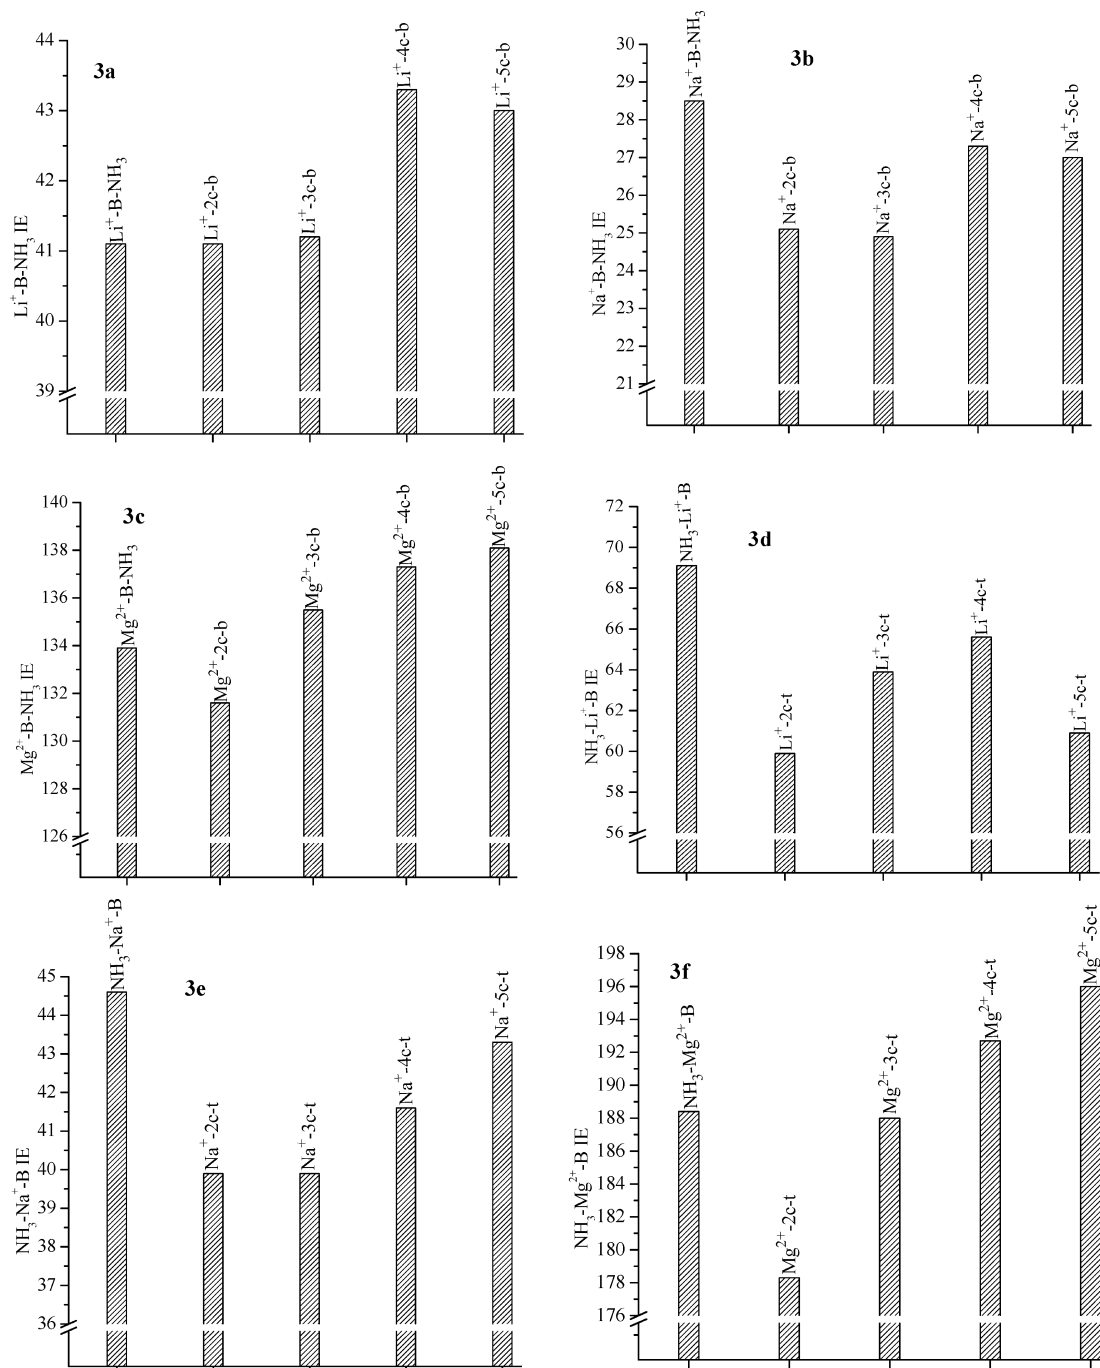 3a
Li⁺-B-NH₃ IE
44
43
42
41
40
39
Li⁺-B-NH₃
Li⁺-2c-b
Li⁺-3c-b
Li⁺-4c-b
Li⁺-5c-b
3b
Na⁺-B-NH₃ IE
30
29
28
27
26
25
24
23
22
21
Na⁺-B-NH₃
Na⁺-2c-b
Na⁺-3c-b
Na⁺-4c-b
Na⁺-5c-b
3c
Mg²⁺-B-NH₃ IE
140
138
136
134
132
130
128
126
Mg²⁺-B-NH₃
Mg²⁺-2c-b
Mg²⁺-3c-b
Mg²⁺-4c-b
Mg²⁺-5c-b
3d
NH₃-Li⁺-B IE
72
70
68
66
64
62
60
58
56
NH₃-Li⁺-B
Li⁺-2c-t
Li⁺-3c-t
Li⁺-4c-t
Li⁺-5c-t
3e
NH₃-Na⁺-B IE
45
44
43
42
41
40
39
38
37
36
NH₃-Na⁺-B
Na⁺-2c-t
Na⁺-3c-t
Na⁺-4c-t
Na⁺-5c-t
3f
NH₃-Mg²⁺-B IE
198
196
194
192
190
188
186
184
182
180
178
176
NH₃-Mg²⁺-B
Mg²⁺-2c-t
Mg²⁺-3c-t
Mg²⁺-4c-t
Mg²⁺-5c-t